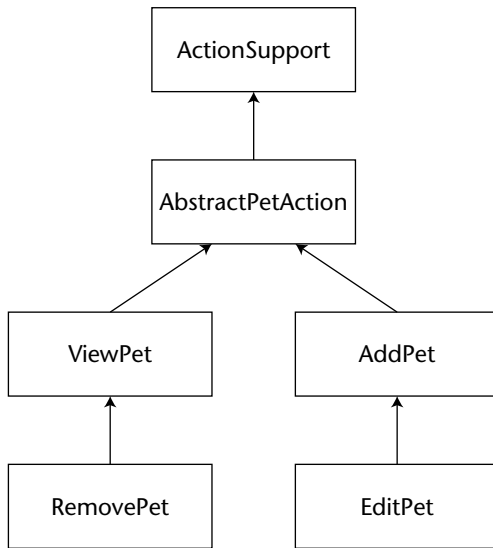 ActionSupport
AbstractPetAction
ViewPet
AddPet
RemovePet
EditPet